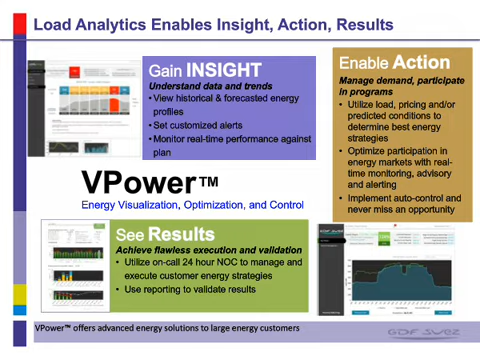 Load Analytics Enables Insight, Action, Results
Gain INSIGHT
Understand data and trends
• View historical & forecasted energy
profiles
• Set customized alerts
• Monitor real-time performance against
plan
Enable Action
Manage demand, participate
in programs
• Utilize load, pricing and/or
predicted conditions to
determine best energy
strategies
• Optimize participation in
energy markets with real-
time monitoring, advisory
and alerting
• Implement auto-control and
never miss an opportunity
VPower™
Energy Visualization, Optimization, and Control
See Results
Achieve flawless execution and validation
• Utilize on-call 24 hour NOC to manage and
execute customer energy strategies
• Use reporting to validate results
VPower™ offers advanced energy solutions to large energy customers
GDF SUEZ